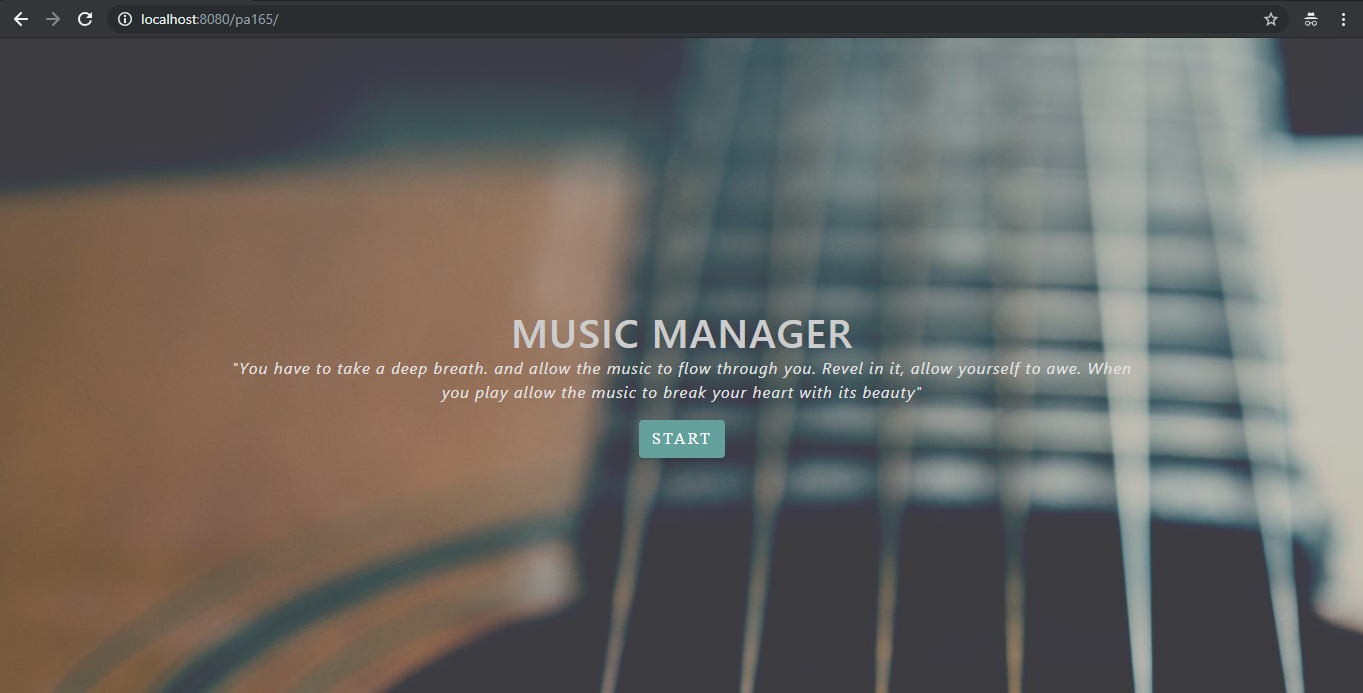 localhost:8080/pa165/
MUSIC MANAGER
"You have to take a deep breath. and allow the music to flow through you. Revel in it, allow yourself to awe. When
you play allow the music to break your heart with its beauty"
START